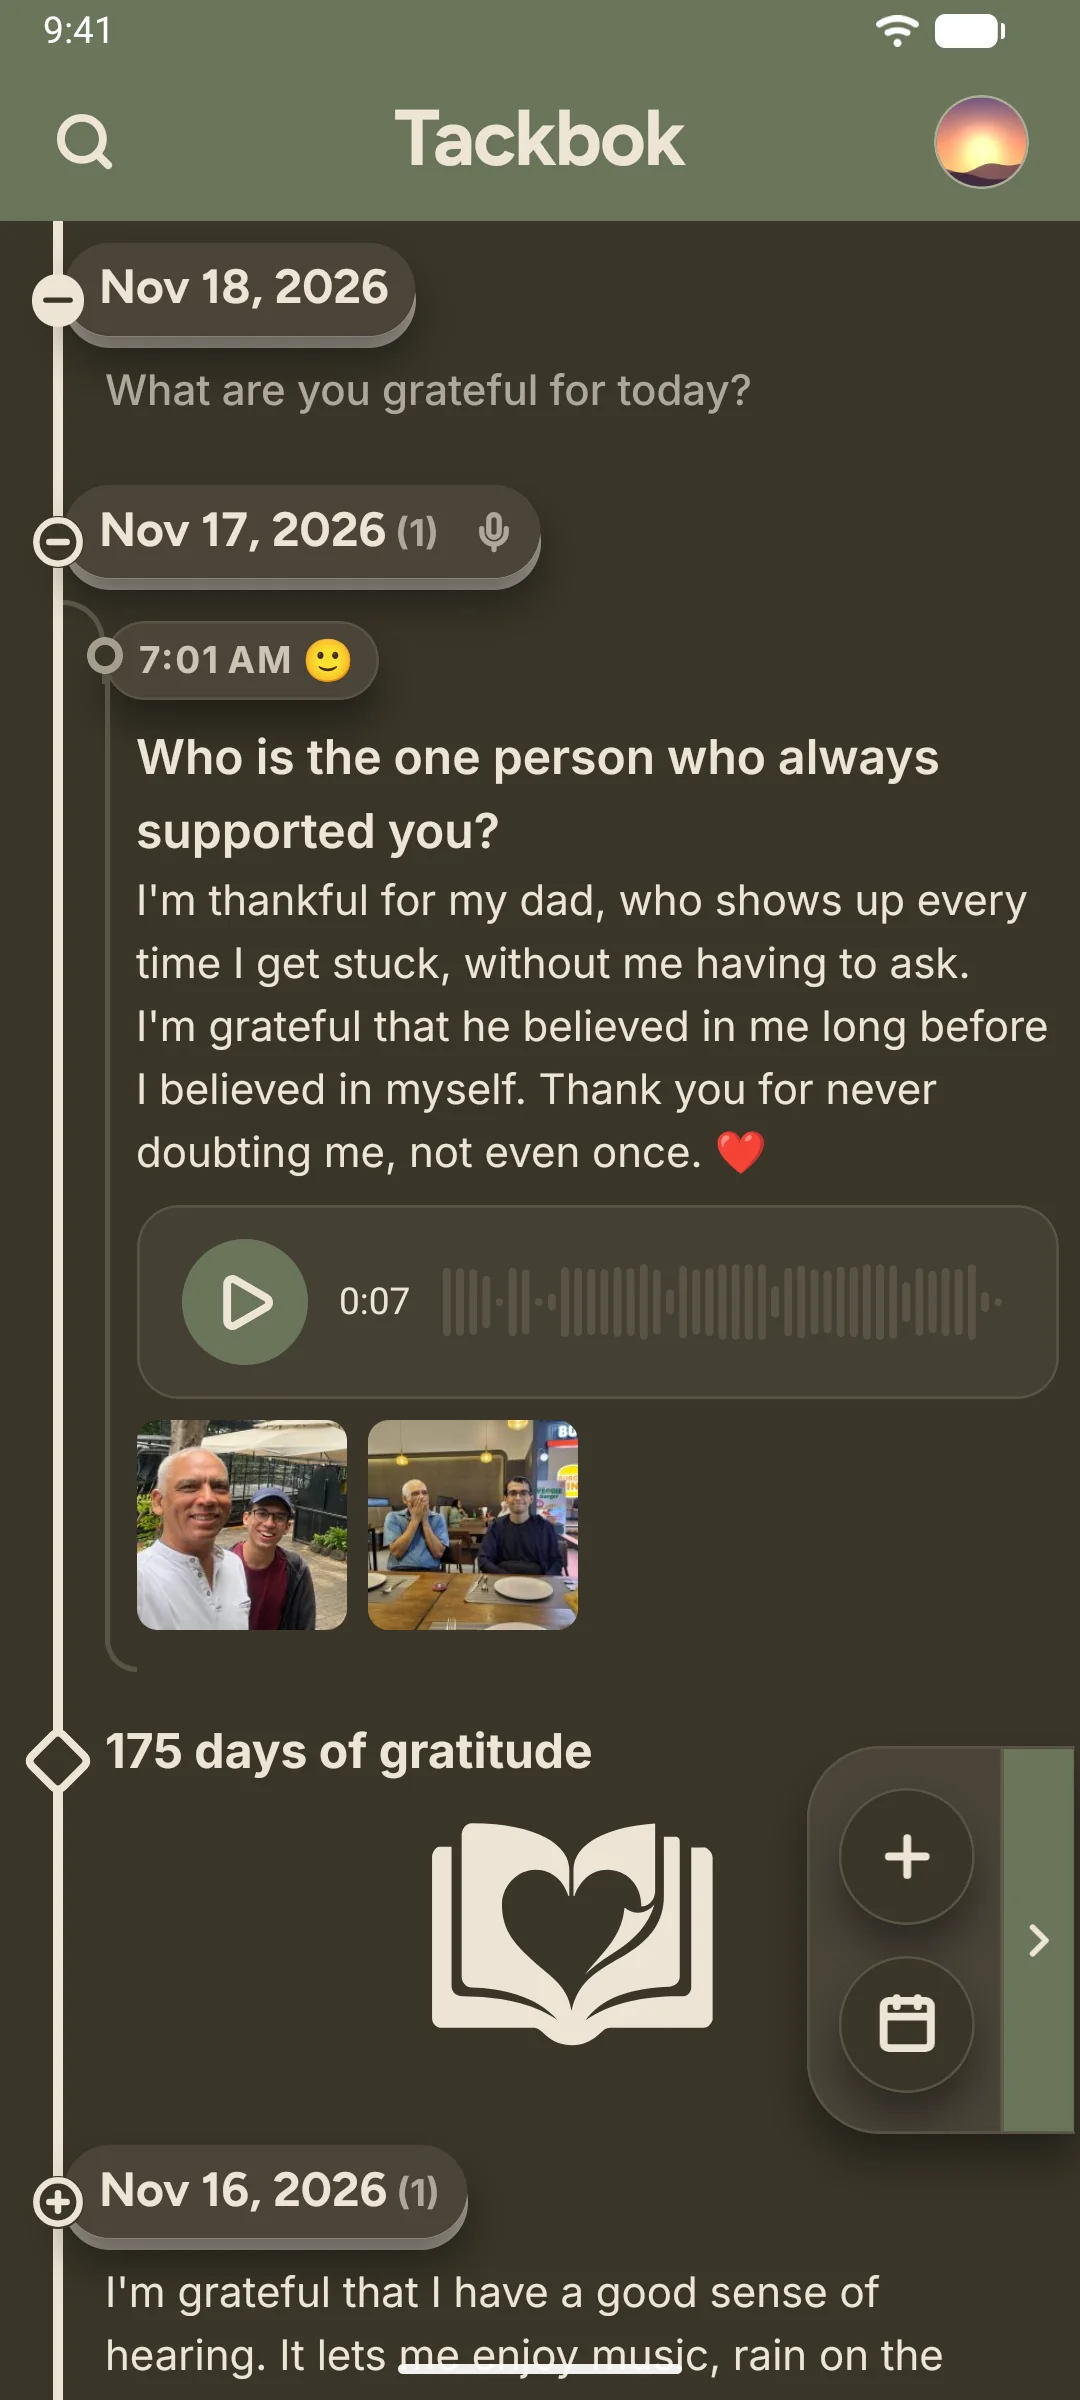 9:41
Tackbok
Nov 18, 2026
What are you grateful for today?
Nov 17, 2026 (1)
7:01 AM 🙂
Who is the one person who always
supported you?
I'm thankful for my dad, who shows up every
time I get stuck, without me having to ask.
I'm grateful that he believed in me long before
I believed in myself. Thank you for never
doubting me, not even once. ❤️
0:07
175 days of gratitude
Nov 16, 2026 (1)
I'm grateful that I have a good sense of
hearing. It lets me enjoy music, rain on the